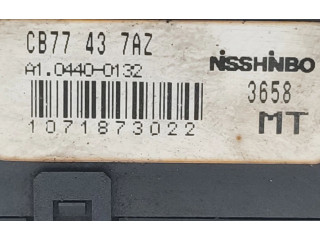 CB77 43 7AZ
NISSHINBO
A1.0440-0132
3658
1071873022
MT